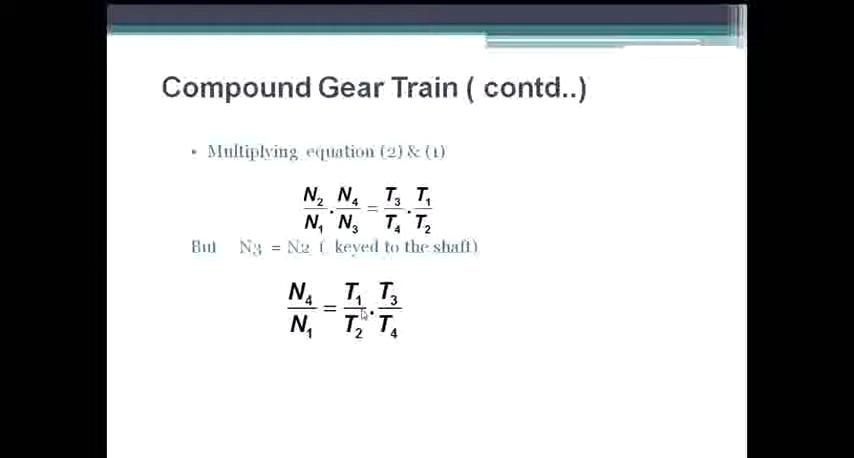 Compound Gear Train ( contd..)
• Multiplying equation (2) & (1)
N₂/N₁ . N₄/N₃ = T₃/T₄ . T₁/T₂
But N3 = N2 ( keyed to the shaft)
N₄/N₁ = T₁/T₂ . T₃/T₄